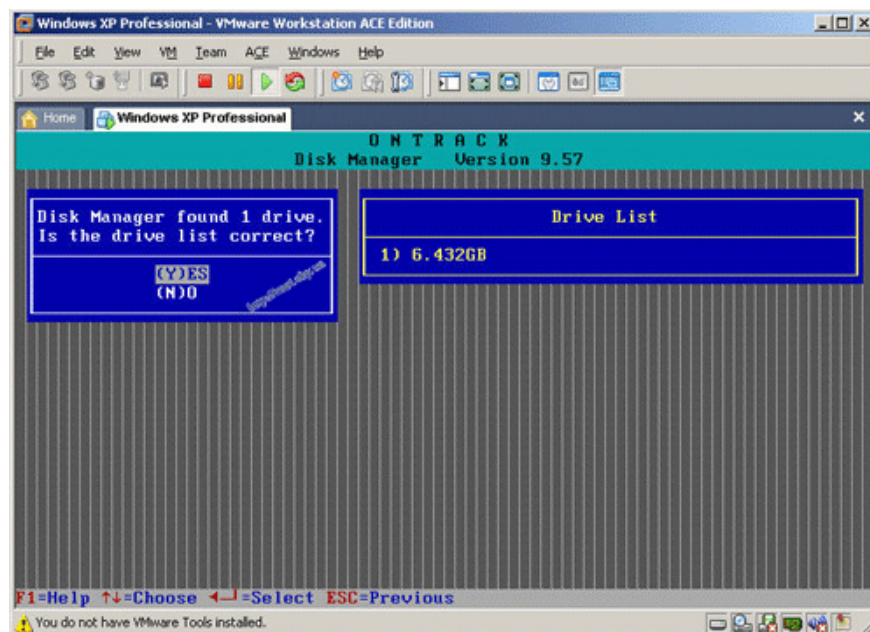 Windows XP Professional - VMware Workstation ACE Edition
File Edit View VM Team ACE Windows Help
Home Windows XP Professional
ONTRACK
Disk Manager Version 9.57
Disk Manager found 1 drive.
Is the drive list correct?
(Y)ES
(N)O
Drive List
1) 6.432GB
F1=Help ↑↓=Choose ◄─┘=Select ESC=Previous
You do not have VMware Tools installed.